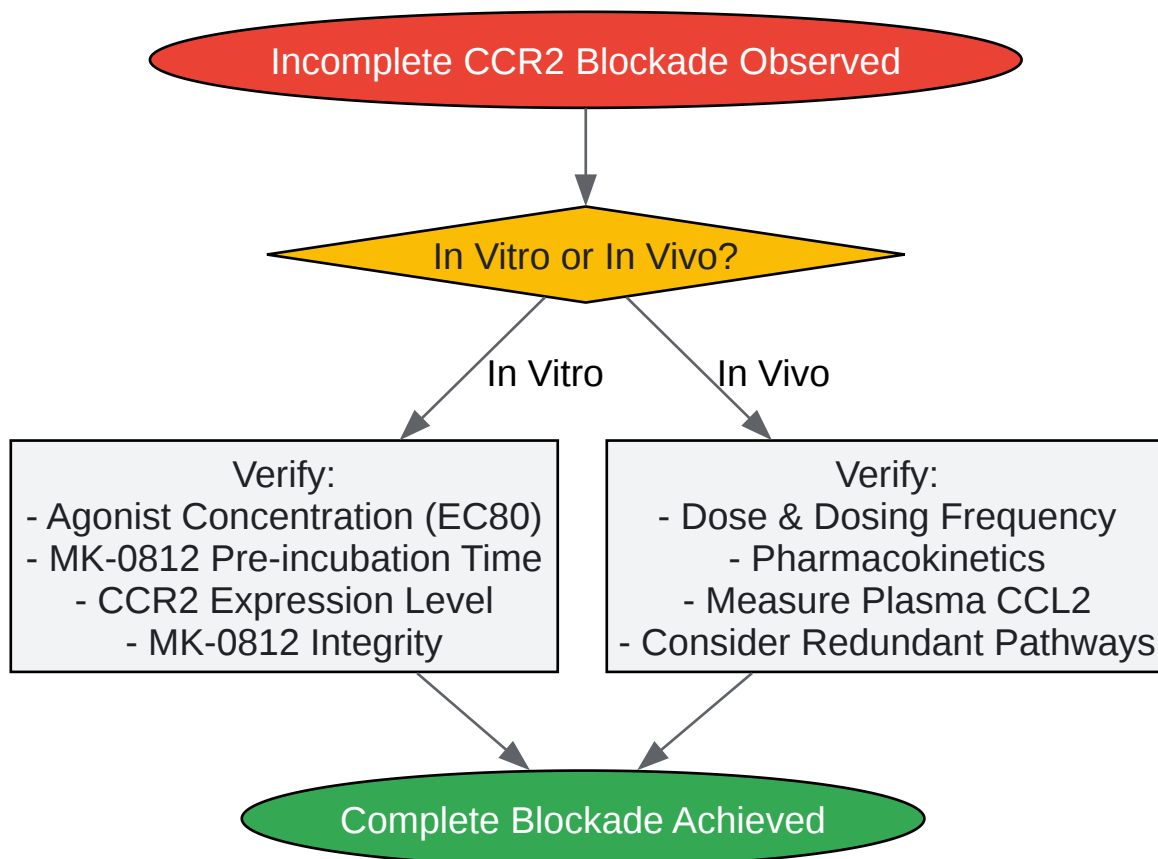 Incomplete CCR2 Blockade Observed
In Vitro or In Vivo?
In Vitro
In Vivo
Verify:
- Agonist Concentration (EC80)
- MK-0812 Pre-incubation Time
- CCR2 Expression Level
- MK-0812 Integrity
Verify:
- Dose & Dosing Frequency
- Pharmacokinetics
- Measure Plasma CCL2
- Consider Redundant Pathways
Complete Blockade Achieved